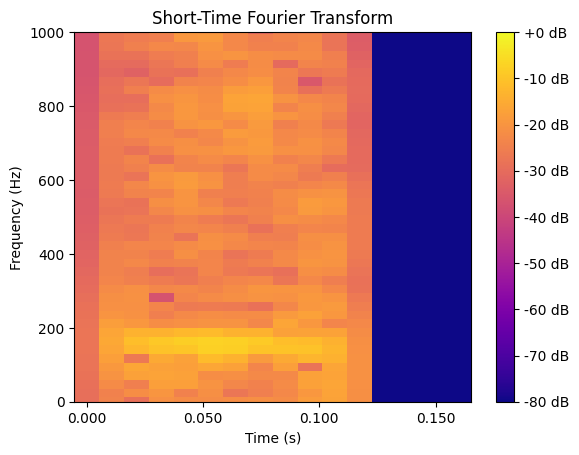 Short-Time Fourier Transform
1000
800
600
400
200
0
Frequency (Hz)
0.000
0.050
0.100
0.150
Time (s)
+0 dB
-10 dB
-20 dB
-30 dB
-40 dB
-50 dB
-60 dB
-70 dB
-80 dB